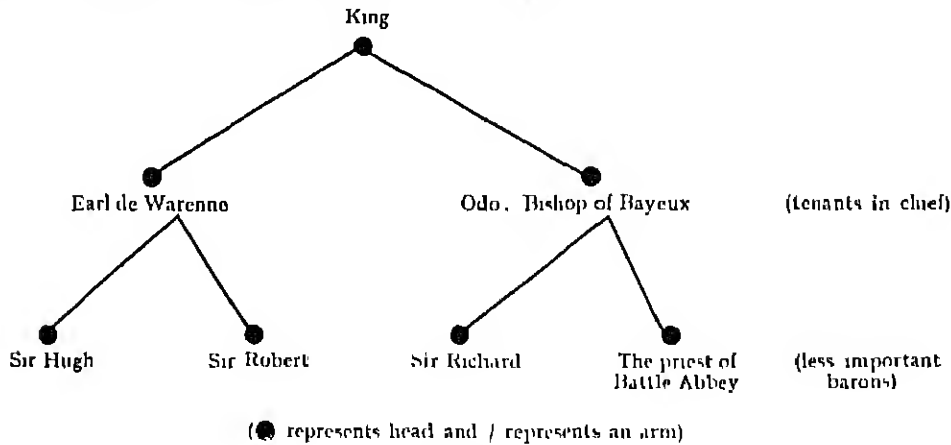 King
Earl de Warenne
Odo, Bishop of Bayeux
(tenants in chief)
Sir Hugh
Sir Robert
Sir Richard
The priest of
Battle Abbey
(less important
barons)
(● represents head and / represents an arm)